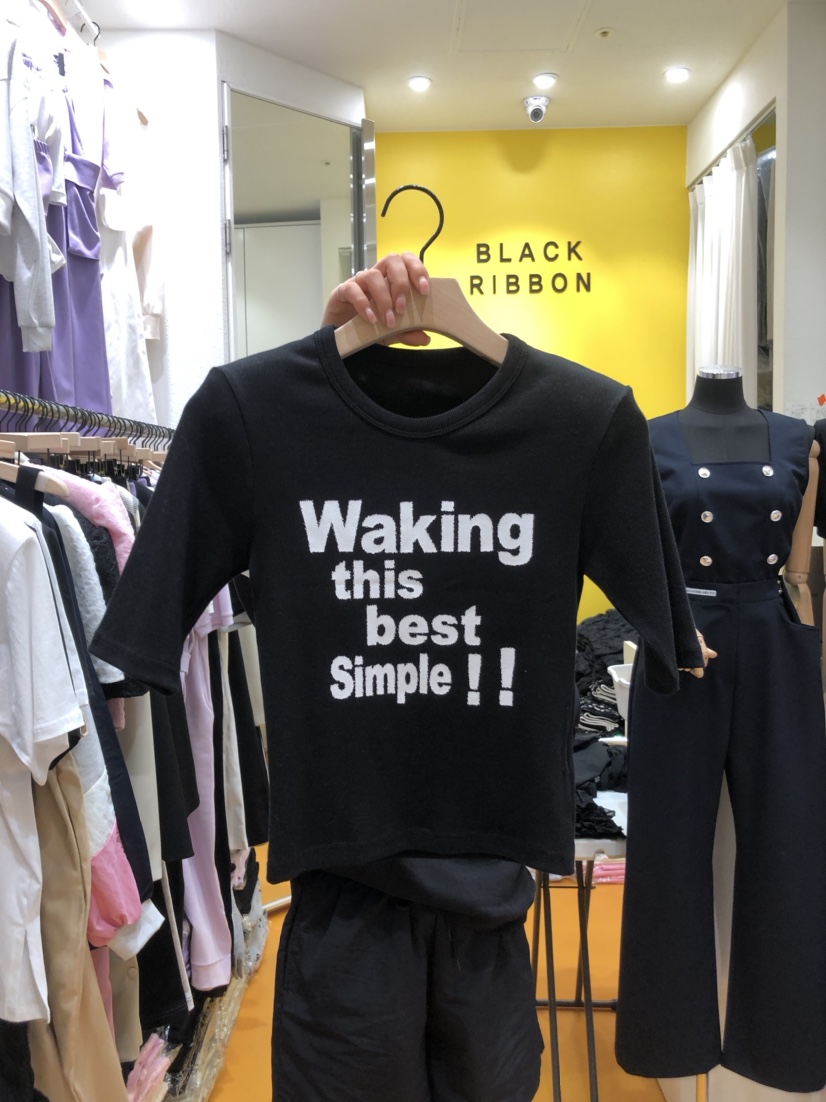 BLACK
RIBBON
Waking
this
best
Simple !!